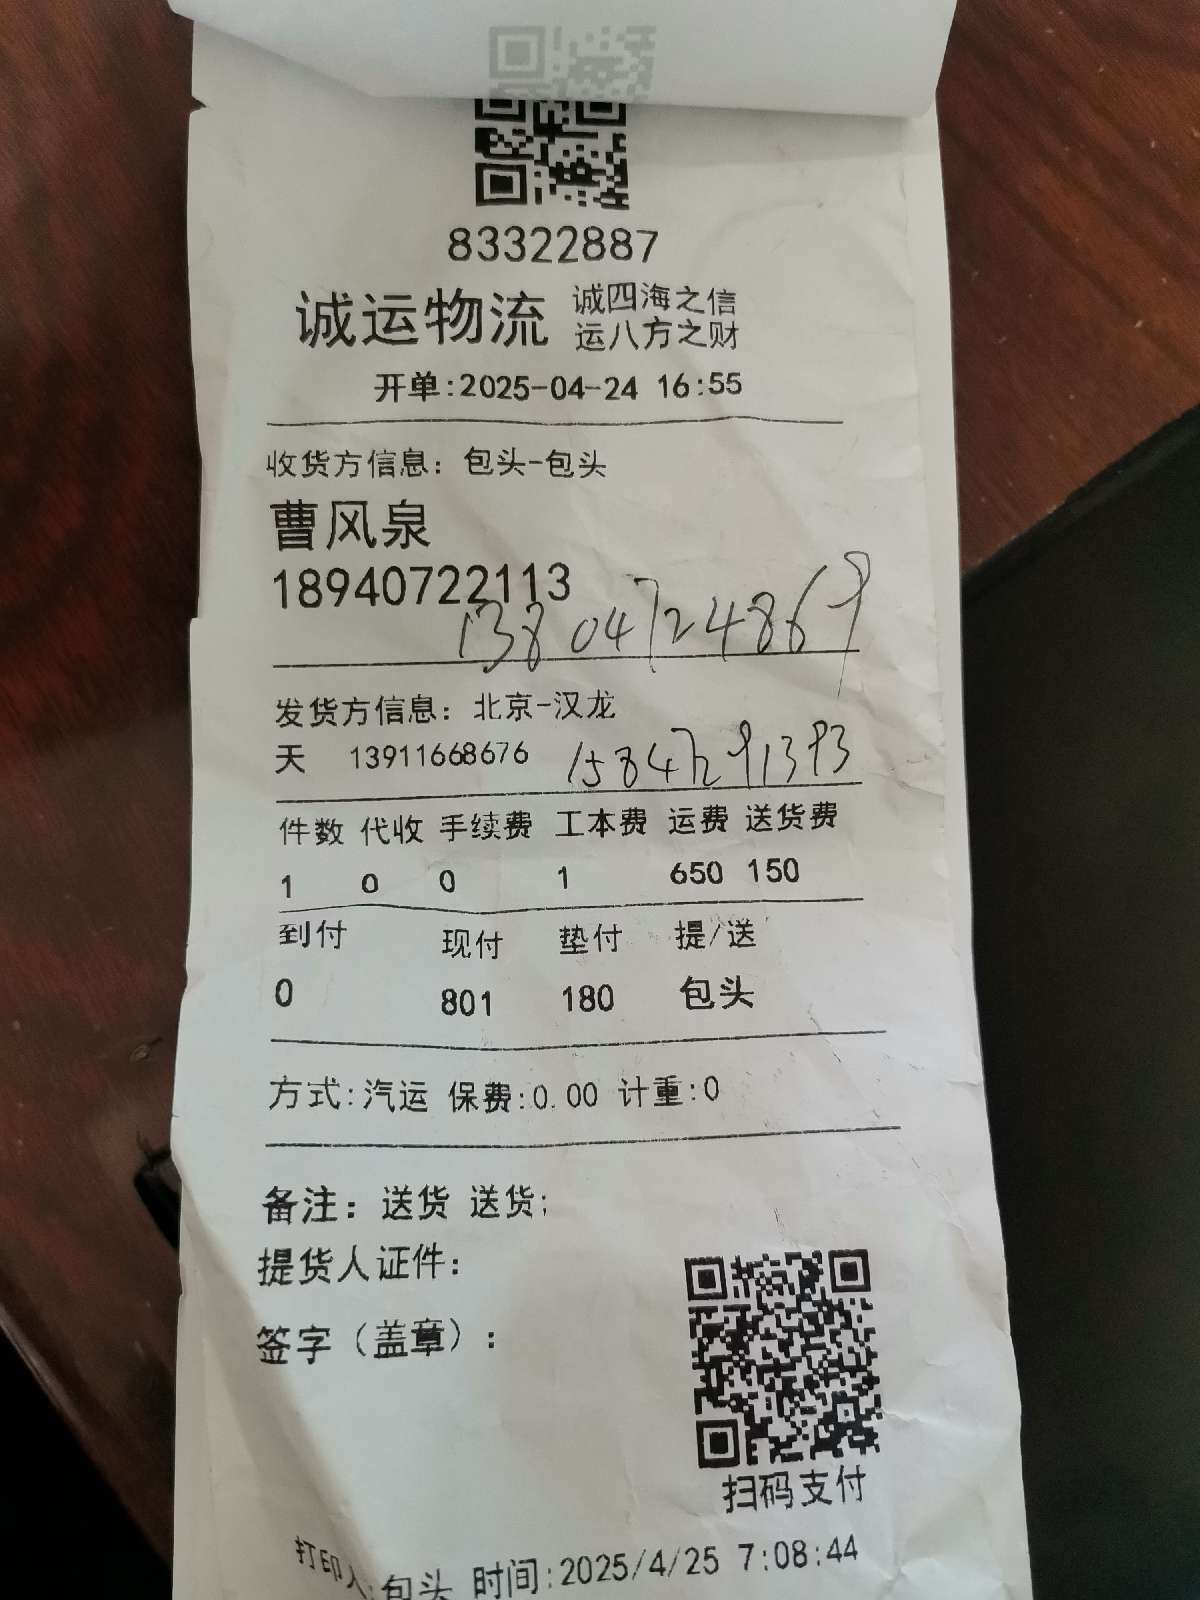 83322887
诚运物流 诚四海之信
运八方之财
开单:2025-04-24 16:55
收货方信息：包头-包头
曹风泉
18940722113
13804724869
发货方信息：北京-汉龙
天 13911668676 15847291393
件数 代收 手续费 工本费 运费 送货费
1 0 0 1 650 150
到付 现付 垫付 提/送
0 801 180 包头
方式:汽运 保费:0.00 计重:0
备注：送货 送货;
提货人证件：
签字（盖章）：
扫码支付
打印人:包头 时间:2025/4/25 7:08:44